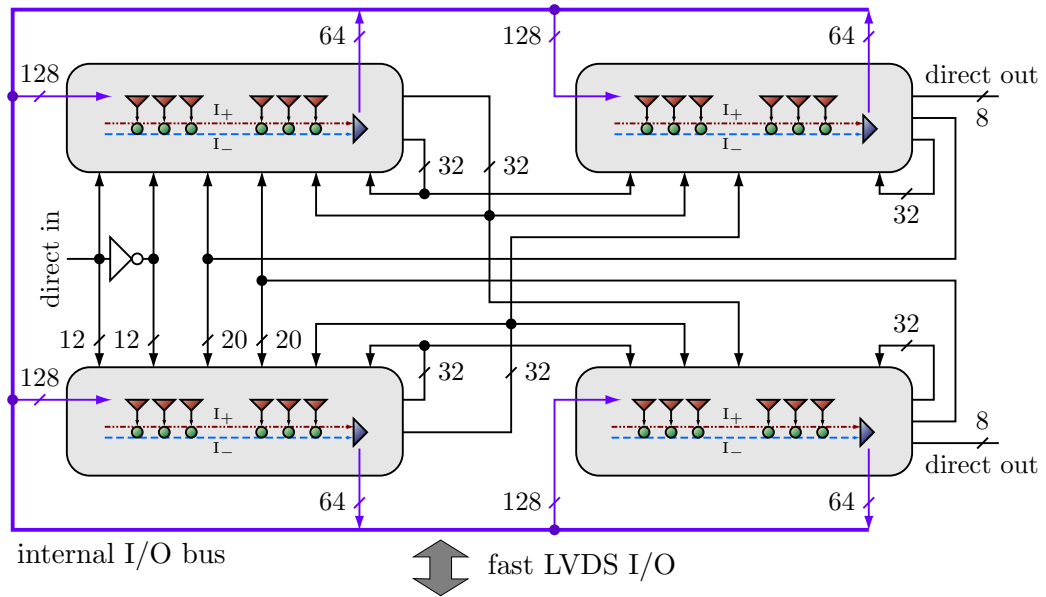 64
128
64
128
direct out
8
I+
I−
I+
I−
32
32
32
direct in
12
12
20
20
32
128
32
32
8
I+
I−
I+
I−
direct out
64
128
64
internal I/O bus
fast LVDS I/O